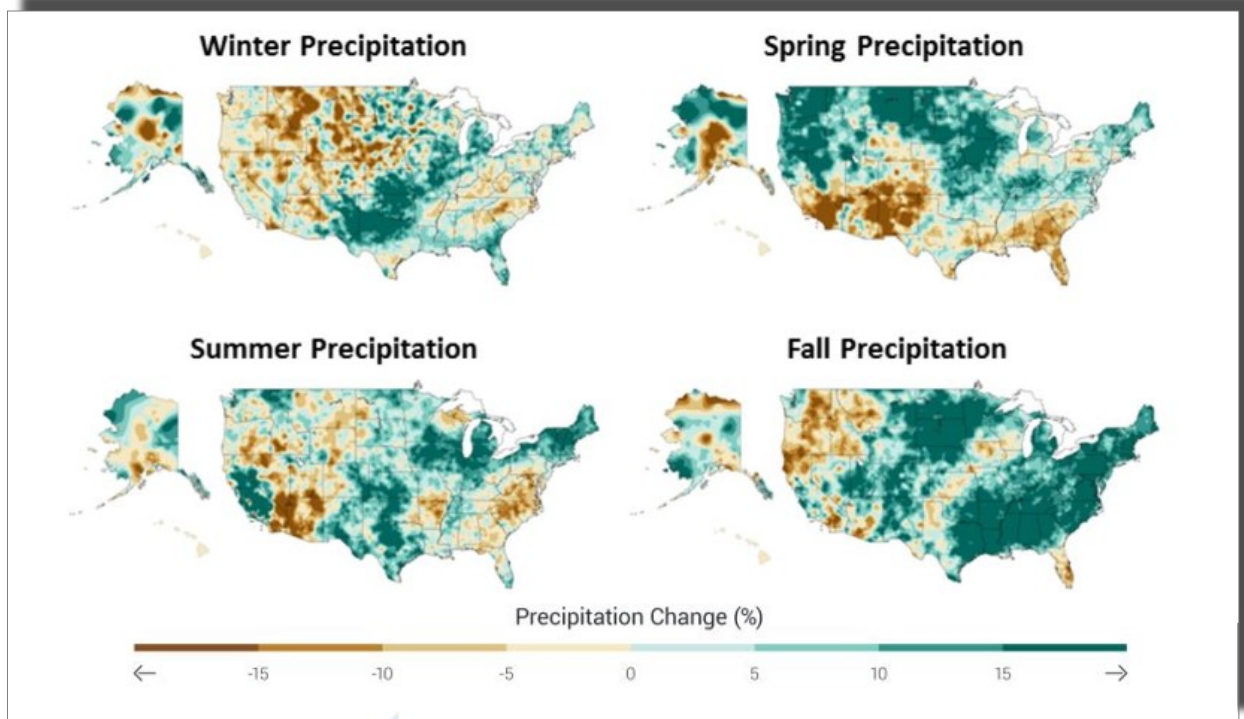 Winter Precipitation
Spring Precipitation
Summer Precipitation
Fall Precipitation
Precipitation Change (%)
-15 -10 -5 0 5 10 15